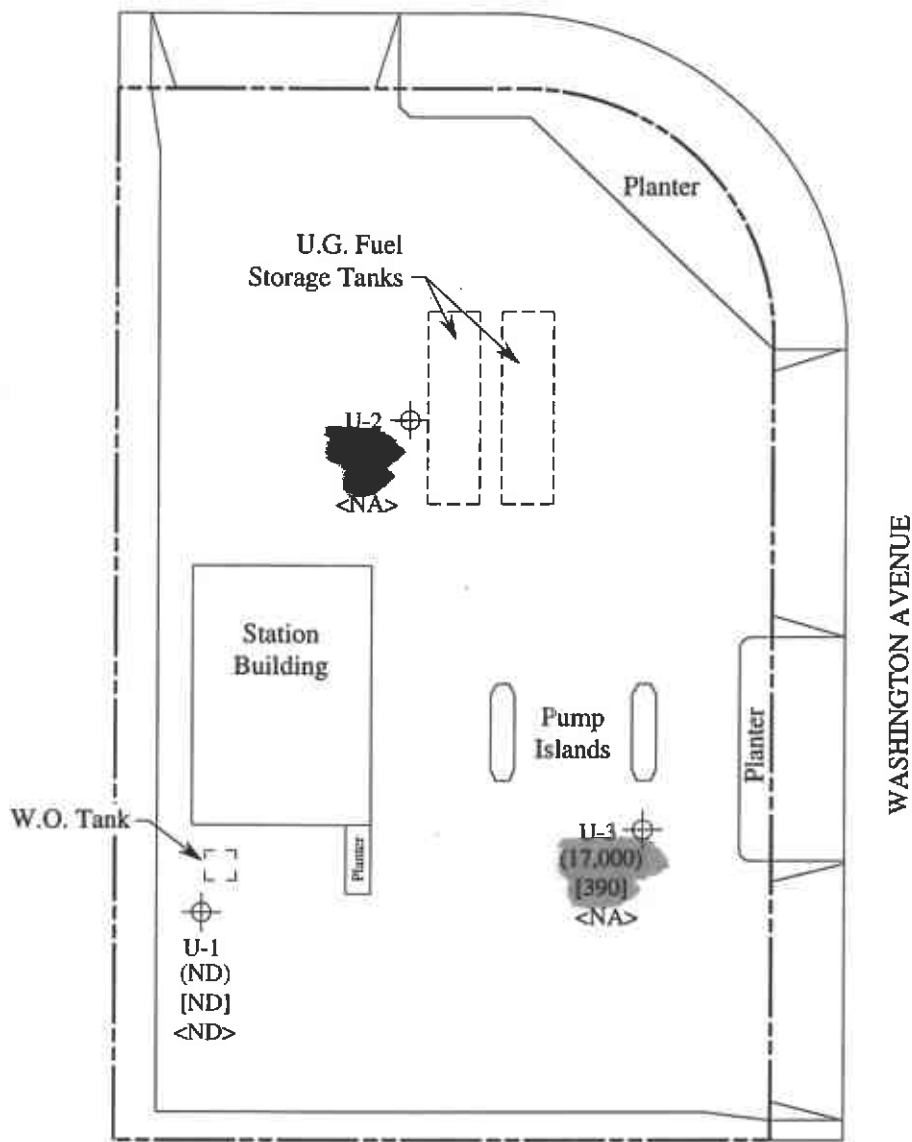 Planter
U.G. Fuel
Storage Tanks
U-2
<NA>
WASHINGTON AVENUE
Station
Building
Pump
Islands
Planter
W.O. Tank
Planter
U-3
(17,000)
[390]
<NA>
U-1
(ND)
[ND]
<ND>